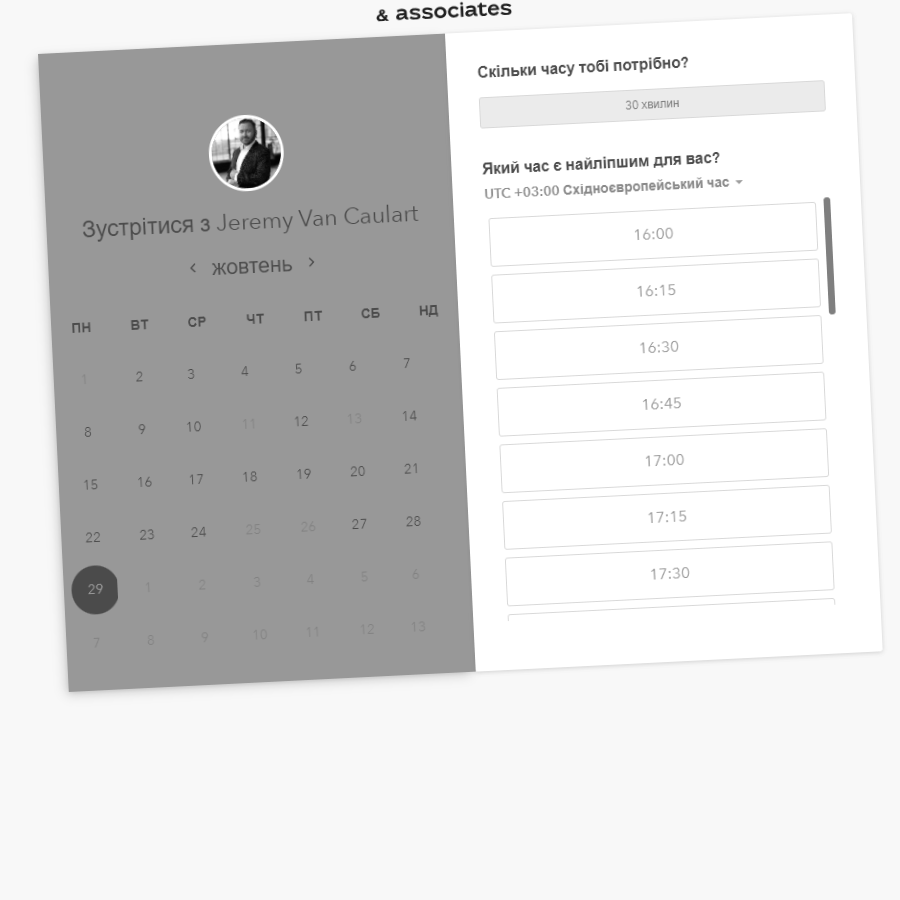 & associates
Зустрітися з Jeremy Van Caulart
‹ жовтень ›
ПН ВТ СР ЧТ ПТ СБ НД
1 2 3 4 5 6 7
8 9 10 11 12 13 14
15 16 17 18 19 20 21
22 23 24 25 26 27 28
29 1 2 3 4 5 6
7 8 9 10 11 12 13
Скільки часу тобі потрібно?
30 хвилин
Який час є найліпшим для вас?
UTC +03:00 Східноєвропейський час
16:00
16:15
16:30
16:45
17:00
17:15
17:30